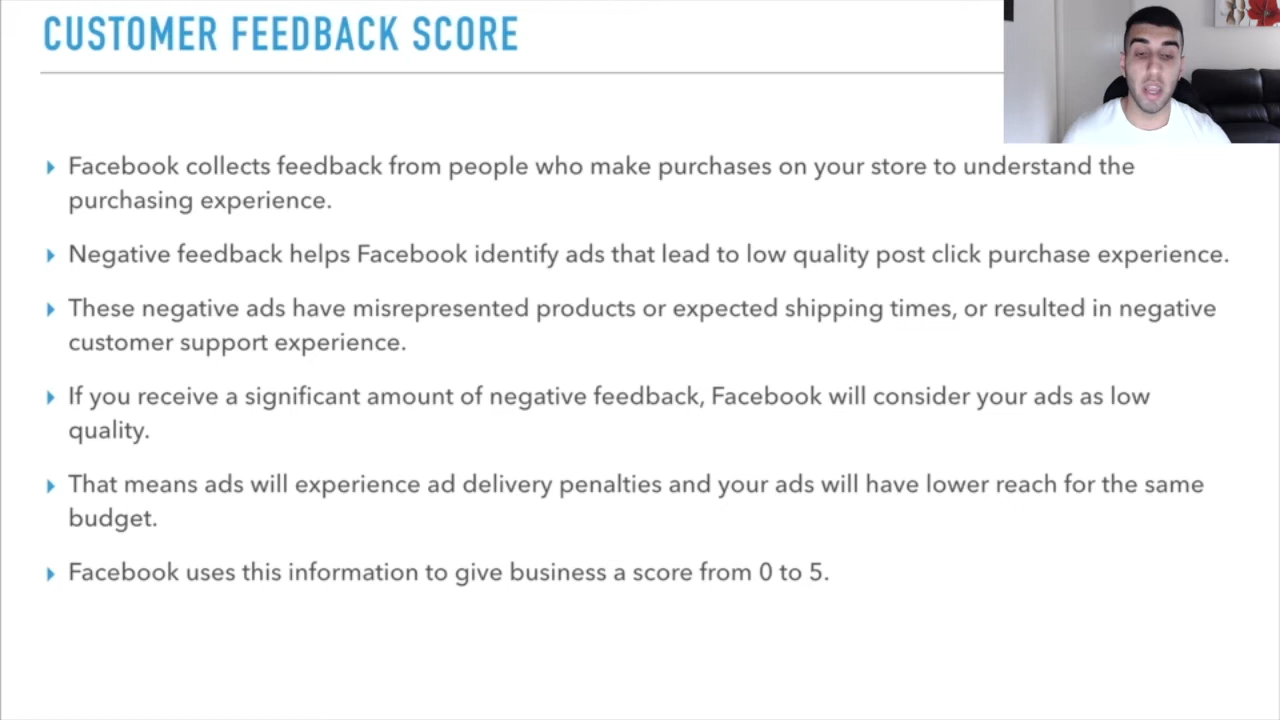 CUSTOMER FEEDBACK SCORE
Facebook collects feedback from people who make purchases on your store to understand the
purchasing experience.
Negative feedback helps Facebook identify ads that lead to low quality post click purchase experience.
These negative ads have misrepresented products or expected shipping times, or resulted in negative
customer support experience.
If you receive a significant amount of negative feedback, Facebook will consider your ads as low
quality.
That means ads will experience ad delivery penalties and your ads will have lower reach for the same
budget.
Facebook uses this information to give business a score from 0 to 5.